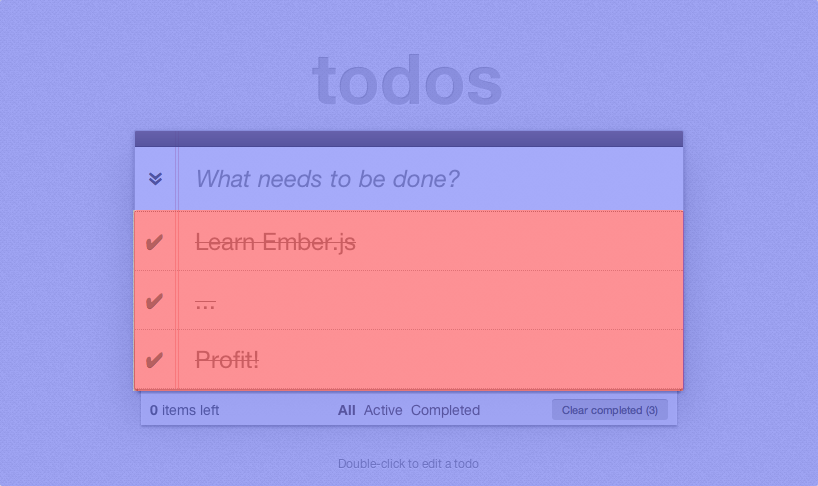 todos
What needs to be done?
Learn Ember.js
...
Profit!
0 items left All Active Completed Clear completed (3)
Double-click to edit a todo